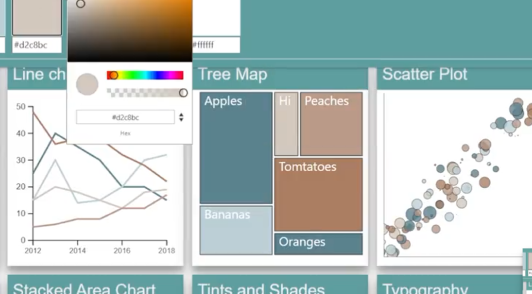 #d2c8bc
#ffffff
Line ch
Tree Map
Scatter Plot
#d2c8bc
Hex
50
40
30
20
10
0
2012
2014
2016
2018
Apples
Hi
Peaches
Tomtatoes
Bananas
Oranges
Stacked Area Chart
Tints and Shades
Typography